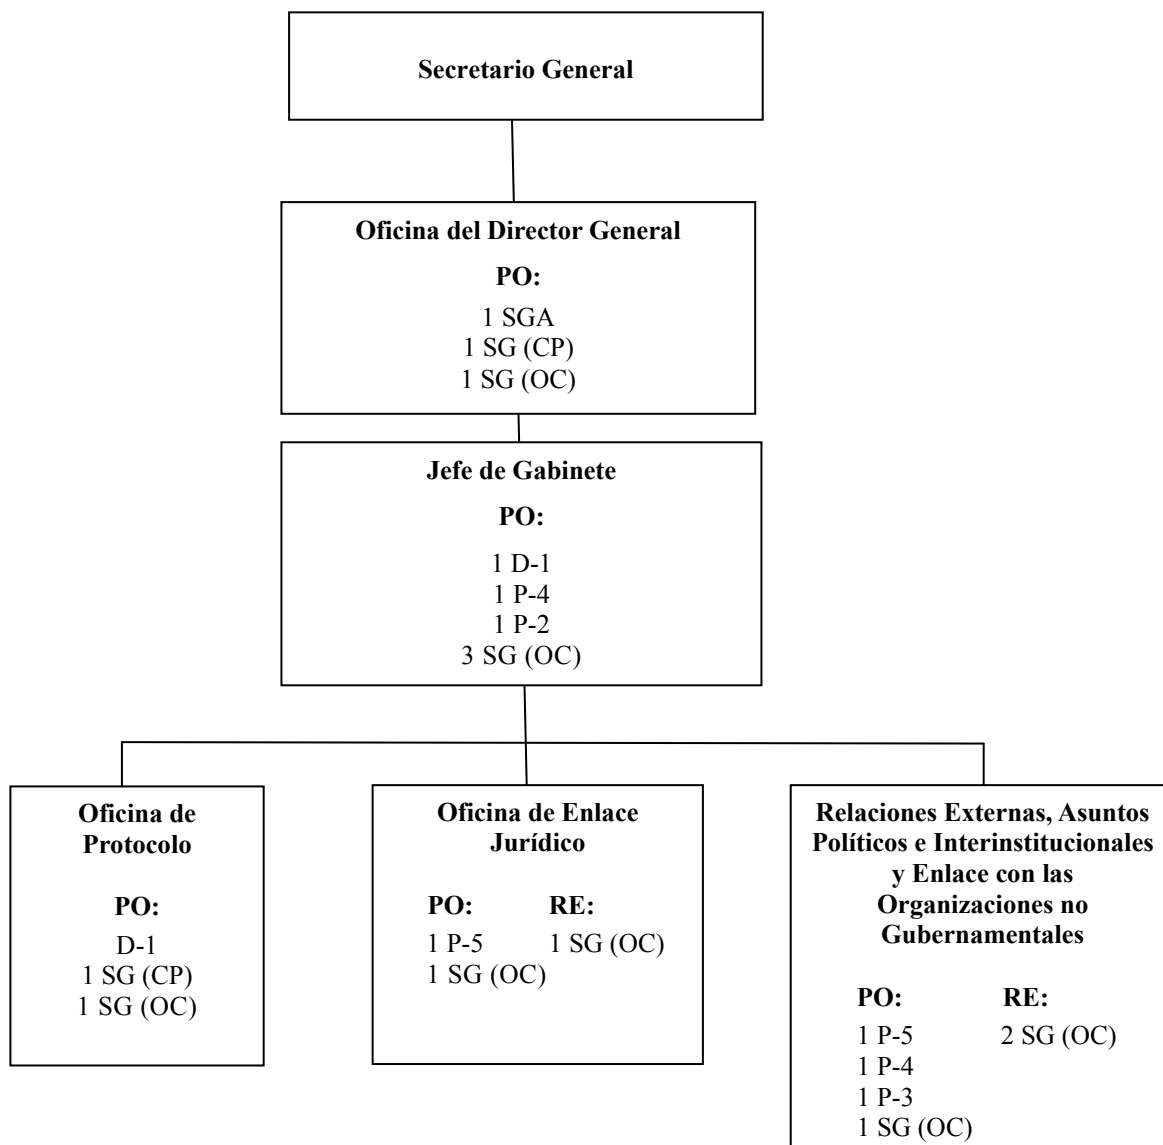 Secretario General
Oficina del Director General
PO:
1 SGA
1 SG (CP)
1 SG (OC)
Jefe de Gabinete
PO:
1 D-1
1 P-4
1 P-2
3 SG (OC)
Oficina de
Protocolo
PO:
D-1
1 SG (CP)
1 SG (OC)
Oficina de Enlace
Jurídico
PO: RE:
1 P-5 1 SG (OC)
1 SG (OC)
Relaciones Externas, Asuntos
Políticos e Interinstitucionales
y Enlace con las
Organizaciones no
Gubernamentales
PO: RE:
1 P-5 2 SG (OC)
1 P-4
1 P-3
1 SG (OC)